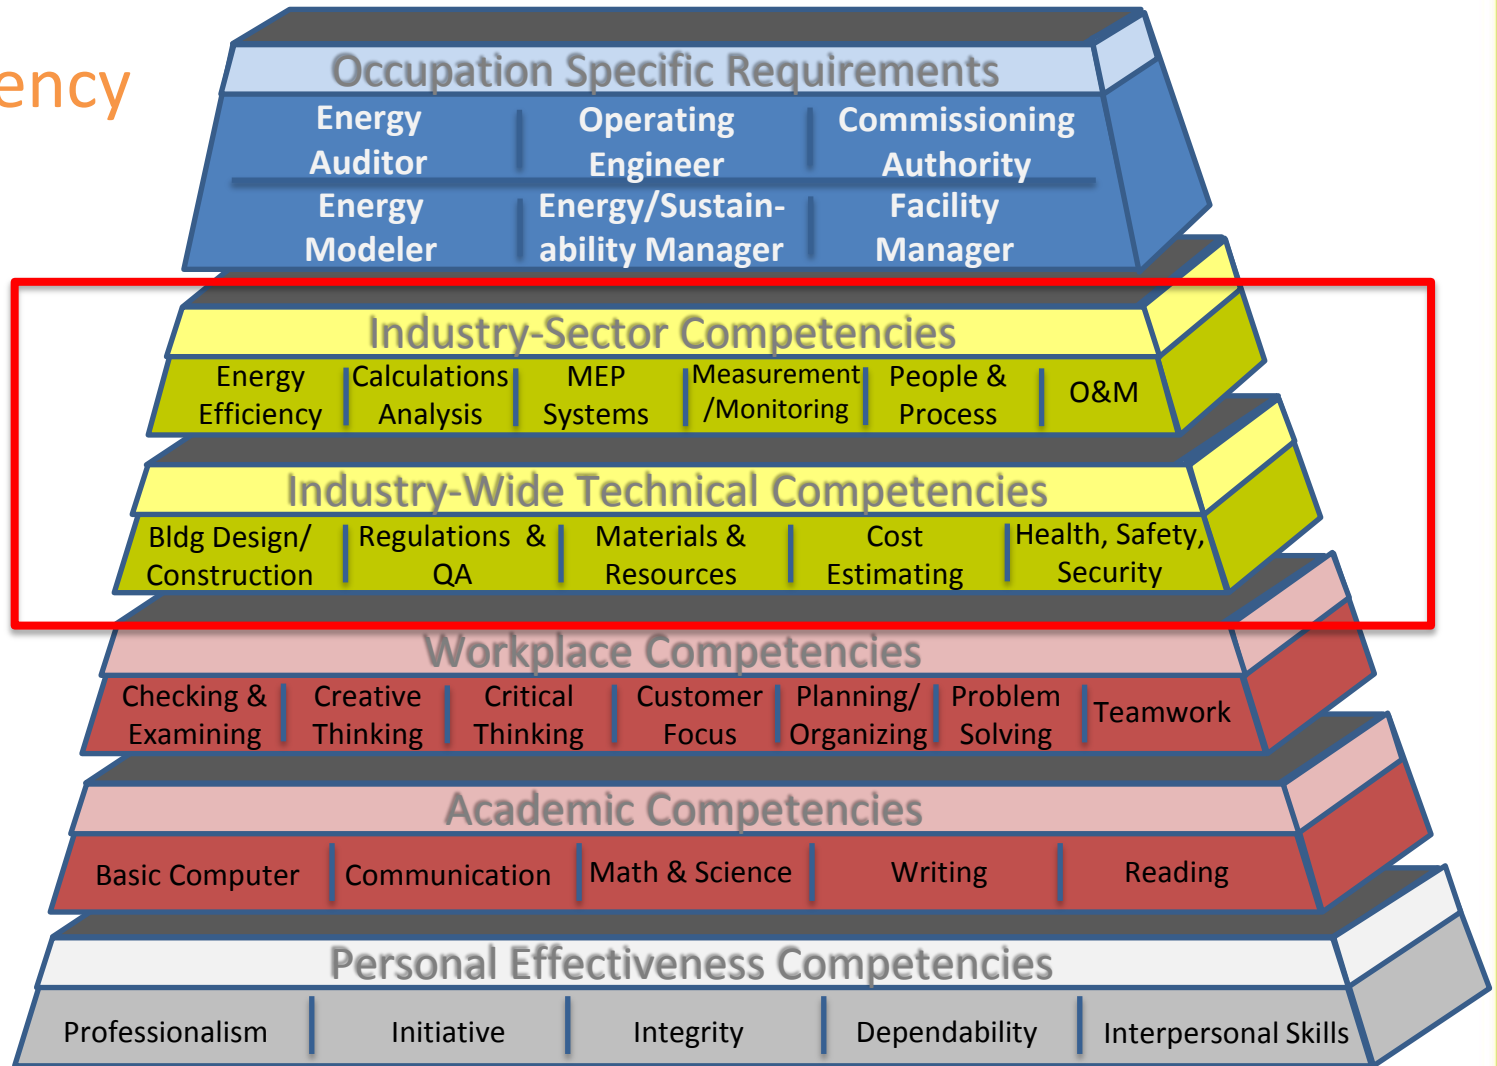 ency
Occupation Specific Requirements
Energy Auditor
Operating Engineer
Commissioning Authority
Energy Modeler
Energy/Sustain-
ability Manager
Facility Manager
Industry-Sector Competencies
Energy
Efficiency
Calculations
Analysis
MEP
Systems
Measurement
/Monitoring
People &
Process
O&M
Industry-Wide Technical Competencies
Bldg Design/
Construction
Regulations &
QA
Materials &
Resources
Cost
Estimating
Health, Safety,
Security
Workplace Competencies
Checking &
Examining
Creative
Thinking
Critical
Thinking
Customer
Focus
Planning/
Organizing
Problem
Solving
Teamwork
Academic Competencies
Basic Computer
Communication
Math & Science
Writing
Reading
Personal Effectiveness Competencies
Professionalism
Initiative
Integrity
Dependability
Interpersonal Skills